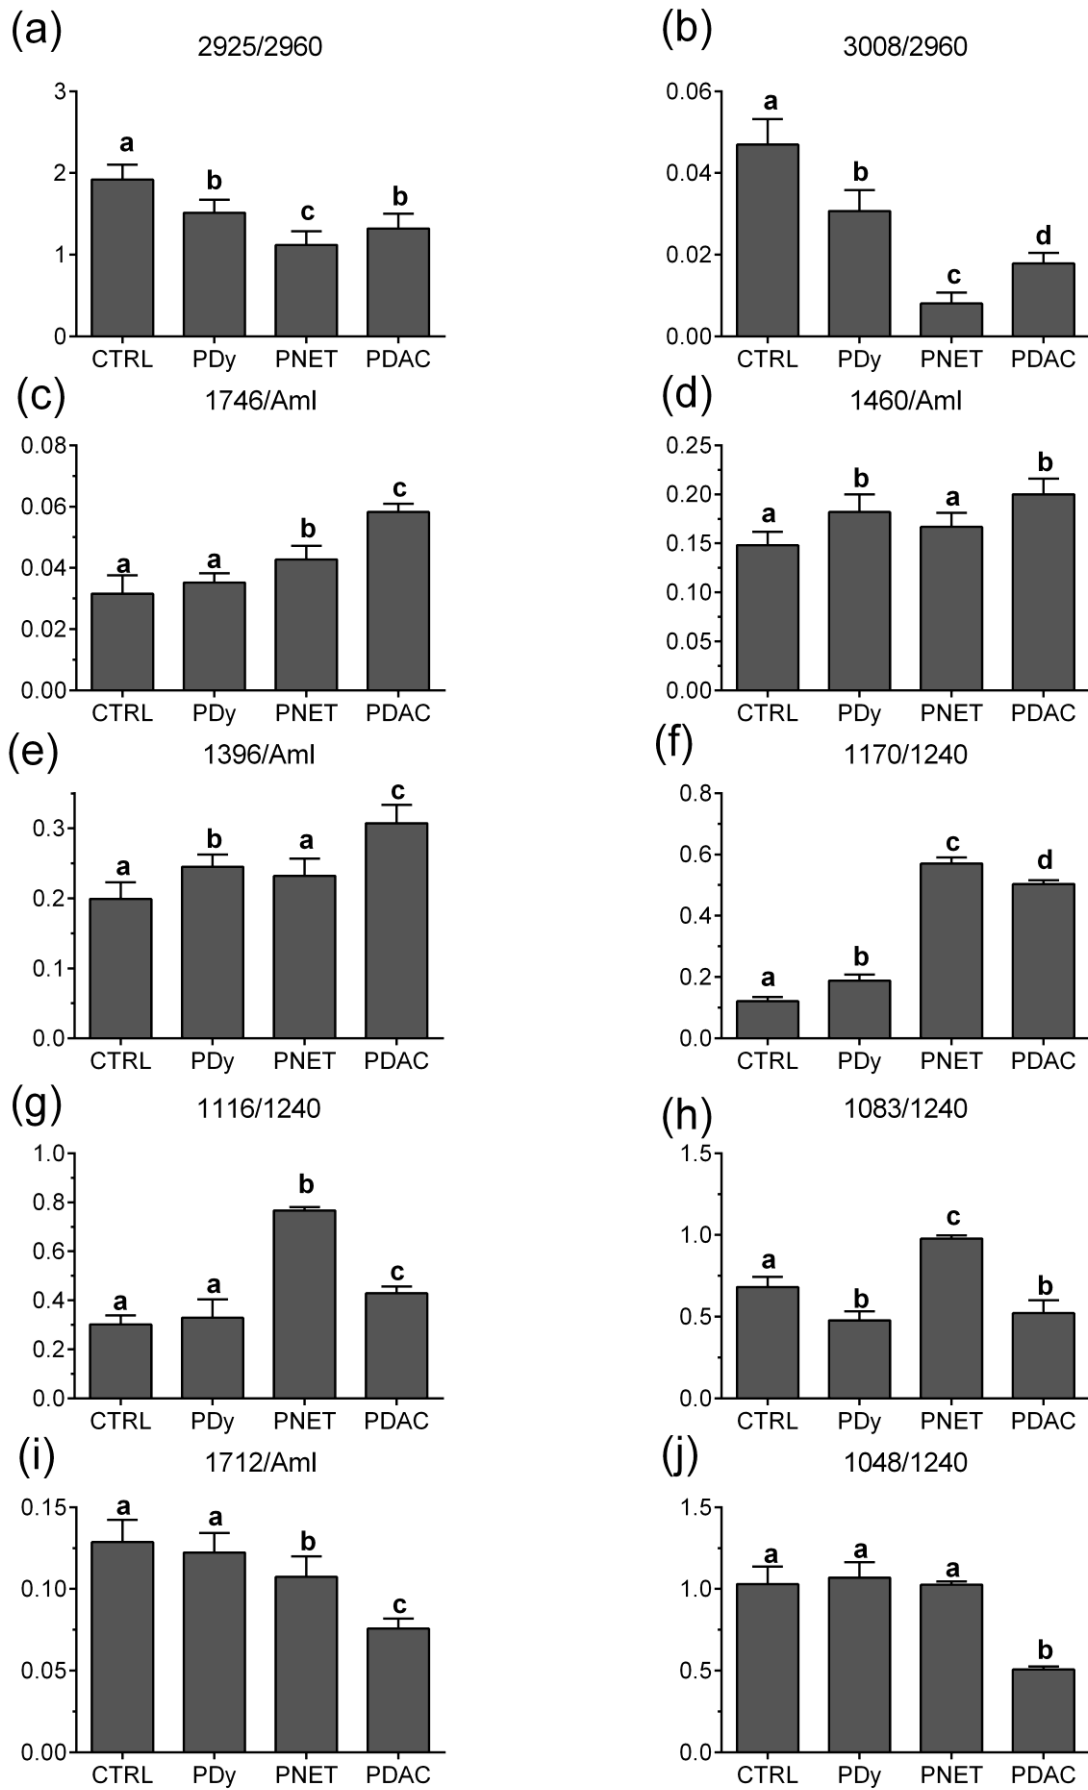 (a)
2925/2960
3
2
1
0
a
b
c
b
CTRL PDy PNET PDAC
(b)
3008/2960
0.06
0.04
0.02
0.00
a
b
c
d
CTRL PDy PNET PDAC
(c)
1746/AmI
0.08
0.06
0.04
0.02
0.00
a
a
b
c
CTRL PDy PNET PDAC
(d)
1460/AmI
0.25
0.20
0.15
0.10
0.05
0.00
a
b
a
b
CTRL PDy PNET PDAC
(e)
1396/AmI
0.3
0.2
0.1
0.0
a
b
a
c
CTRL PDy PNET PDAC
(f)
1170/1240
0.8
0.6
0.4
0.2
0.0
a
b
c
d
CTRL PDy PNET PDAC
(g)
1116/1240
1.0
0.8
0.6
0.4
0.2
0.0
a
a
b
c
CTRL PDy PNET PDAC
(h)
1083/1240
1.5
1.0
0.5
0.0
a
b
c
b
CTRL PDy PNET PDAC
(i)
1712/AmI
0.15
0.10
0.05
0.00
a
a
b
c
CTRL PDy PNET PDAC
(j)
1048/1240
1.5
1.0
0.5
0.0
a
a
a
b
CTRL PDy PNET PDAC